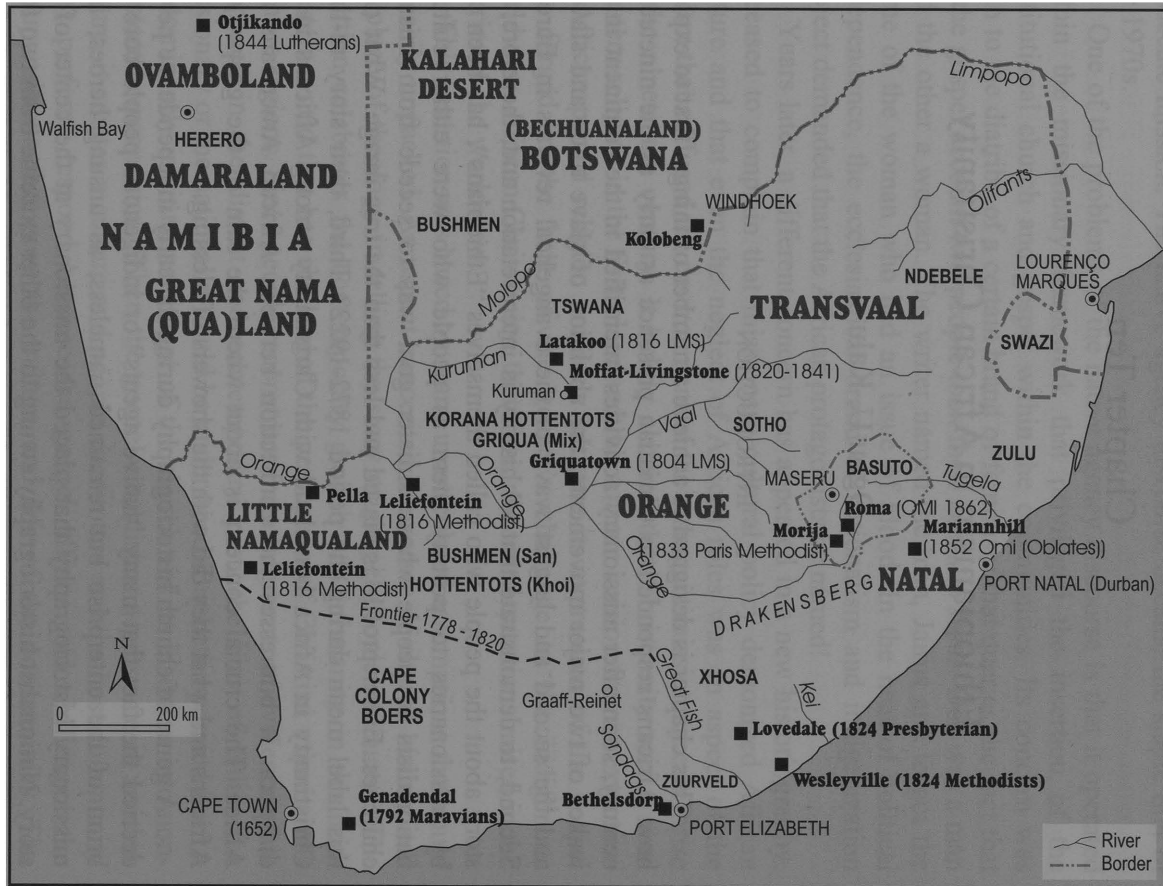 Otjikando
(1844 Lutherans)
OVAMBOLAND
KALAHARI
DESERT
Limpopo
Walfish Bay
HERERO
(BECHUANALAND)
BOTSWANA
DAMARALAND
WINDHOEK
Olifants
BUSHMEN
Kolobeng
NAMIBIA
NDEBELE
LOURENÇO
MARQUES
GREAT NAMA
(QUA)LAND
Molopo
TSWANA
TRANSVAAL
SWAZI
Latakoo (1816 LMS)
Kuruman
Moffat-Livingstone (1820-1841)
Kuruman
KORANA HOTTENTOTS
GRIQUA (Mix)
Vaal
SOTHO
ZULU
Orange
Griquatown (1804 LMS)
MASERU
BASUTO
Tugela
Pella
Leliefontein
(1816 Methodist)
Orange
ORANGE
Roma (OMI 1862)
LITTLE
NAMAQUALAND
Morija
(1833 Paris Methodist)
Mariannhill
(1852 Omi (Oblates))
BUSHMEN (San)
Orange
NATAL
Leliefontein
(1816 Methodist)
HOTTENTOTS (Khoi)
PORT NATAL (Durban)
DRAKENSBERG
Frontier 1778 - 1820
N
CAPE
COLONY
BOERS
Great Fish
XHOSA
Kei
Graaff-Reinet
0 200 km
Lovedale (1824 Presbyterian)
Sondags
ZUURVELD
Wesleyville (1824 Methodists)
CAPE TOWN
(1652)
Genadendal
(1792 Maravians)
Bethelsdorp
PORT ELIZABETH
River
Border